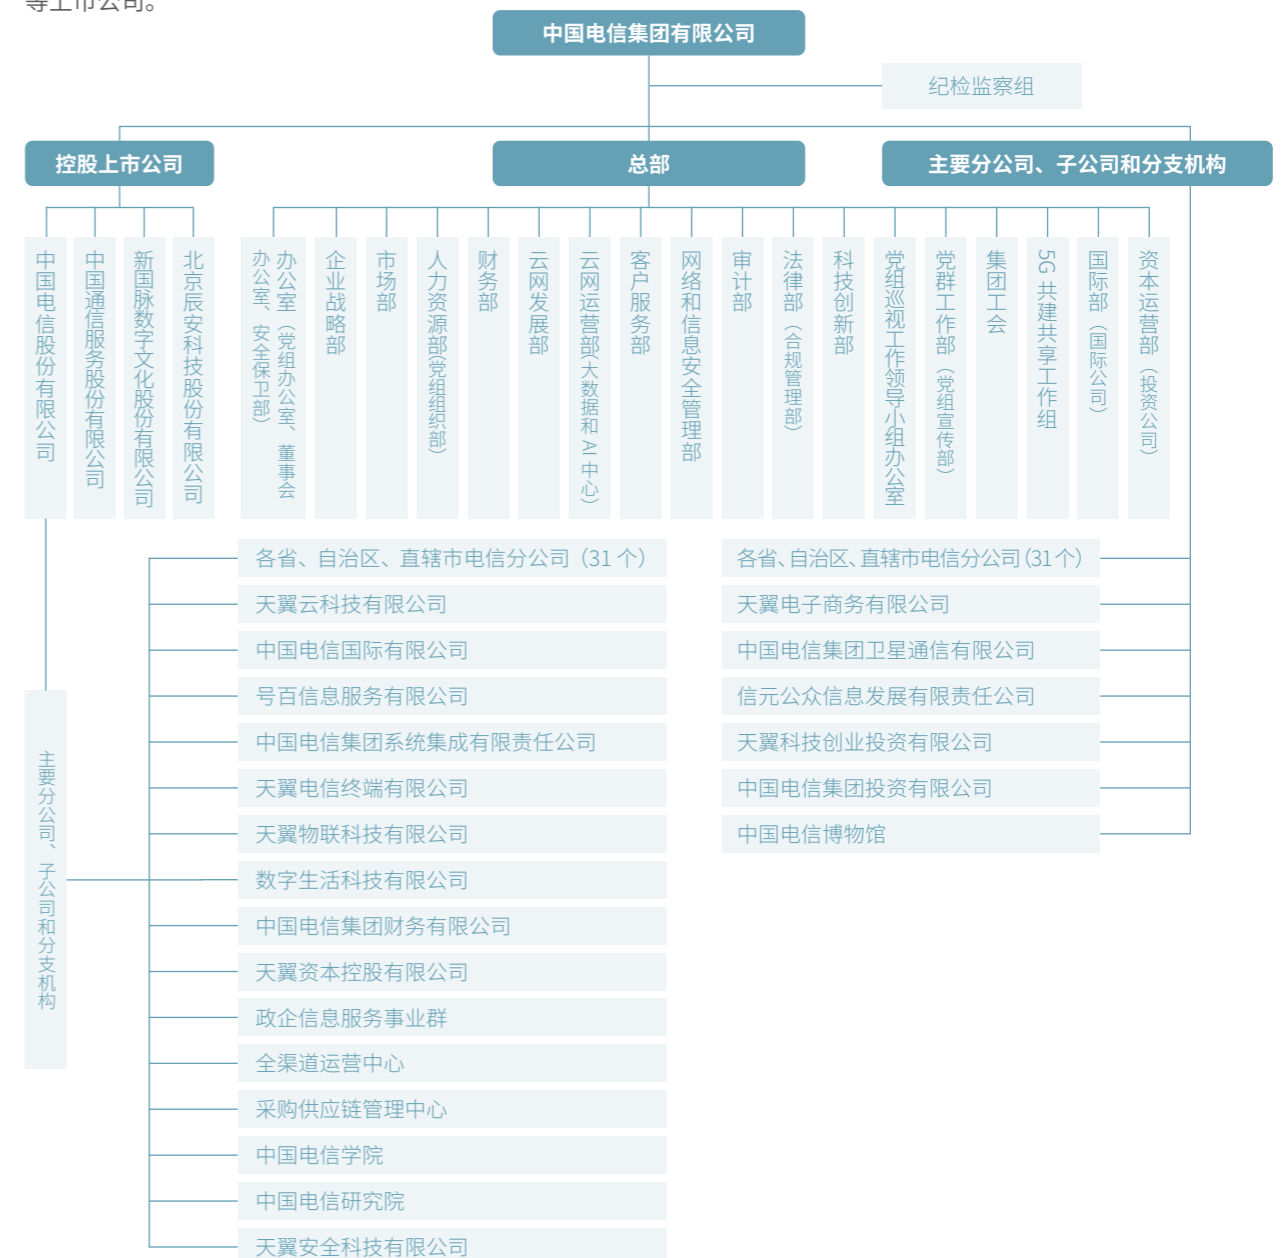 等上市公司。
中国电信集团有限公司
纪检监察组
控股上市公司
总部
主要分公司、子公司和分支机构
中国电信股份有限公司
中国通信服务股份有限公司
新国脉数字文化股份有限公司
北京辰安科技股份有限公司
办公室（党组办公室、董事会
办公室、安全保卫部）
企业战略部
市场部
人力资源部(党组组织部)
财务部
云网发展部
云网运营部(大数据和 AI 中心)
客户服务部
网络和信息安全管理部
审计部
法律部（合规管理部）
科技创新部
党组巡视工作领导小组办公室
党群工作部（党组宣传部）
集团工会
5G 共建共享工作组
国际部（国际公司）
资本运营部（投资公司）
主要分公司、子公司和分支机构
各省、自治区、直辖市电信分公司（31 个）
天翼云科技有限公司
中国电信国际有限公司
号百信息服务有限公司
中国电信集团系统集成有限责任公司
天翼电信终端有限公司
天翼物联科技有限公司
数字生活科技有限公司
中国电信集团财务有限公司
天翼资本控股有限公司
政企信息服务事业群
全渠道运营中心
采购供应链管理中心
中国电信学院
中国电信研究院
天翼安全科技有限公司
各省、自治区、直辖市电信分公司（31个）
天翼电子商务有限公司
中国电信集团卫星通信有限公司
信元公众信息发展有限责任公司
天翼科技创业投资有限公司
中国电信集团投资有限公司
中国电信博物馆